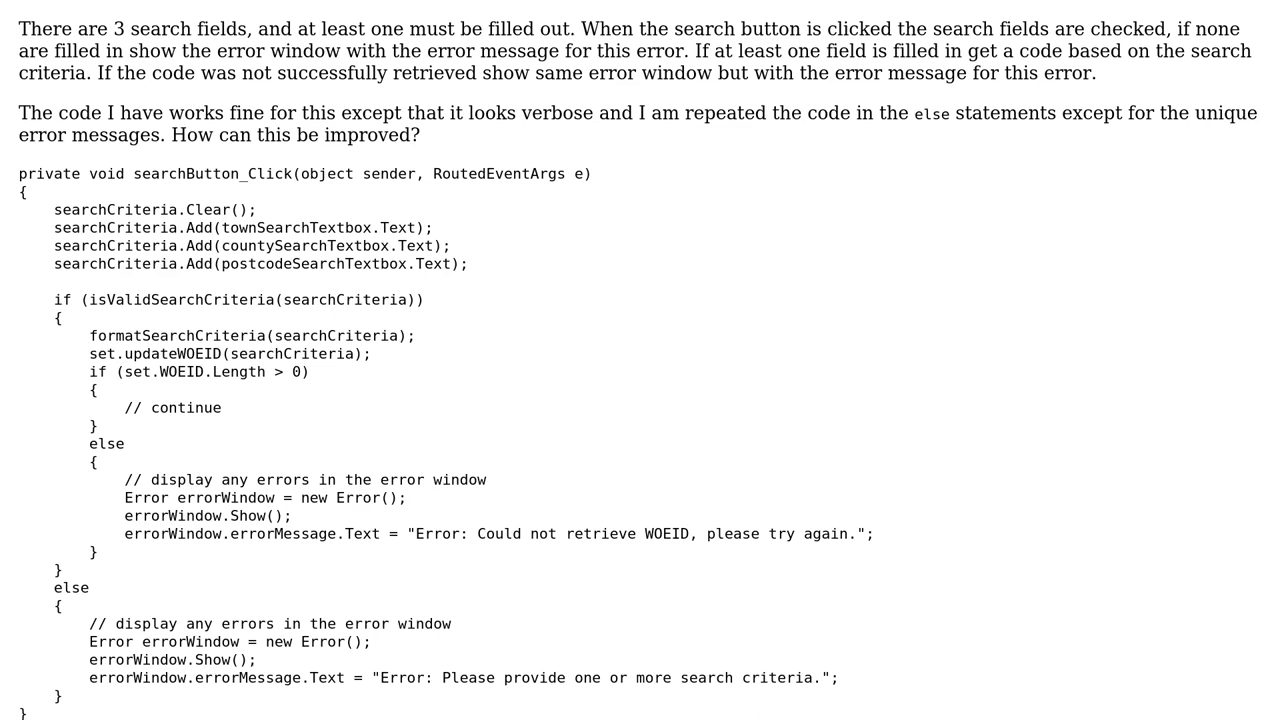 There are 3 search fields, and at least one must be filled out. When the search button is clicked the search fields are checked, if none
are filled in show the error window with the error message for this error. If at least one field is filled in get a code based on the search
criteria. If the code was not successfully retrieved show same error window but with the error message for this error.
The code I have works fine for this except that it looks verbose and I am repeated the code in the else statements except for the unique
error messages. How can this be improved?
private void searchButton_Click(object sender, RoutedEventArgs e)
{
    searchCriteria.Clear();
    searchCriteria.Add(townSearchTextbox.Text);
    searchCriteria.Add(countySearchTextbox.Text);
    searchCriteria.Add(postcodeSearchTextbox.Text);

    if (isValidSearchCriteria(searchCriteria))
    {
        formatSearchCriteria(searchCriteria);
        set.updateWOEID(searchCriteria);
        if (set.WOEID.Length > 0)
        {
            // continue
        }
        else
        {
            // display any errors in the error window
            Error errorWindow = new Error();
            errorWindow.Show();
            errorWindow.errorMessage.Text = "Error: Could not retrieve WOEID, please try again.";
        }
    }
    else
    {
        // display any errors in the error window
        Error errorWindow = new Error();
        errorWindow.Show();
        errorWindow.errorMessage.Text = "Error: Please provide one or more search criteria.";
    }
}